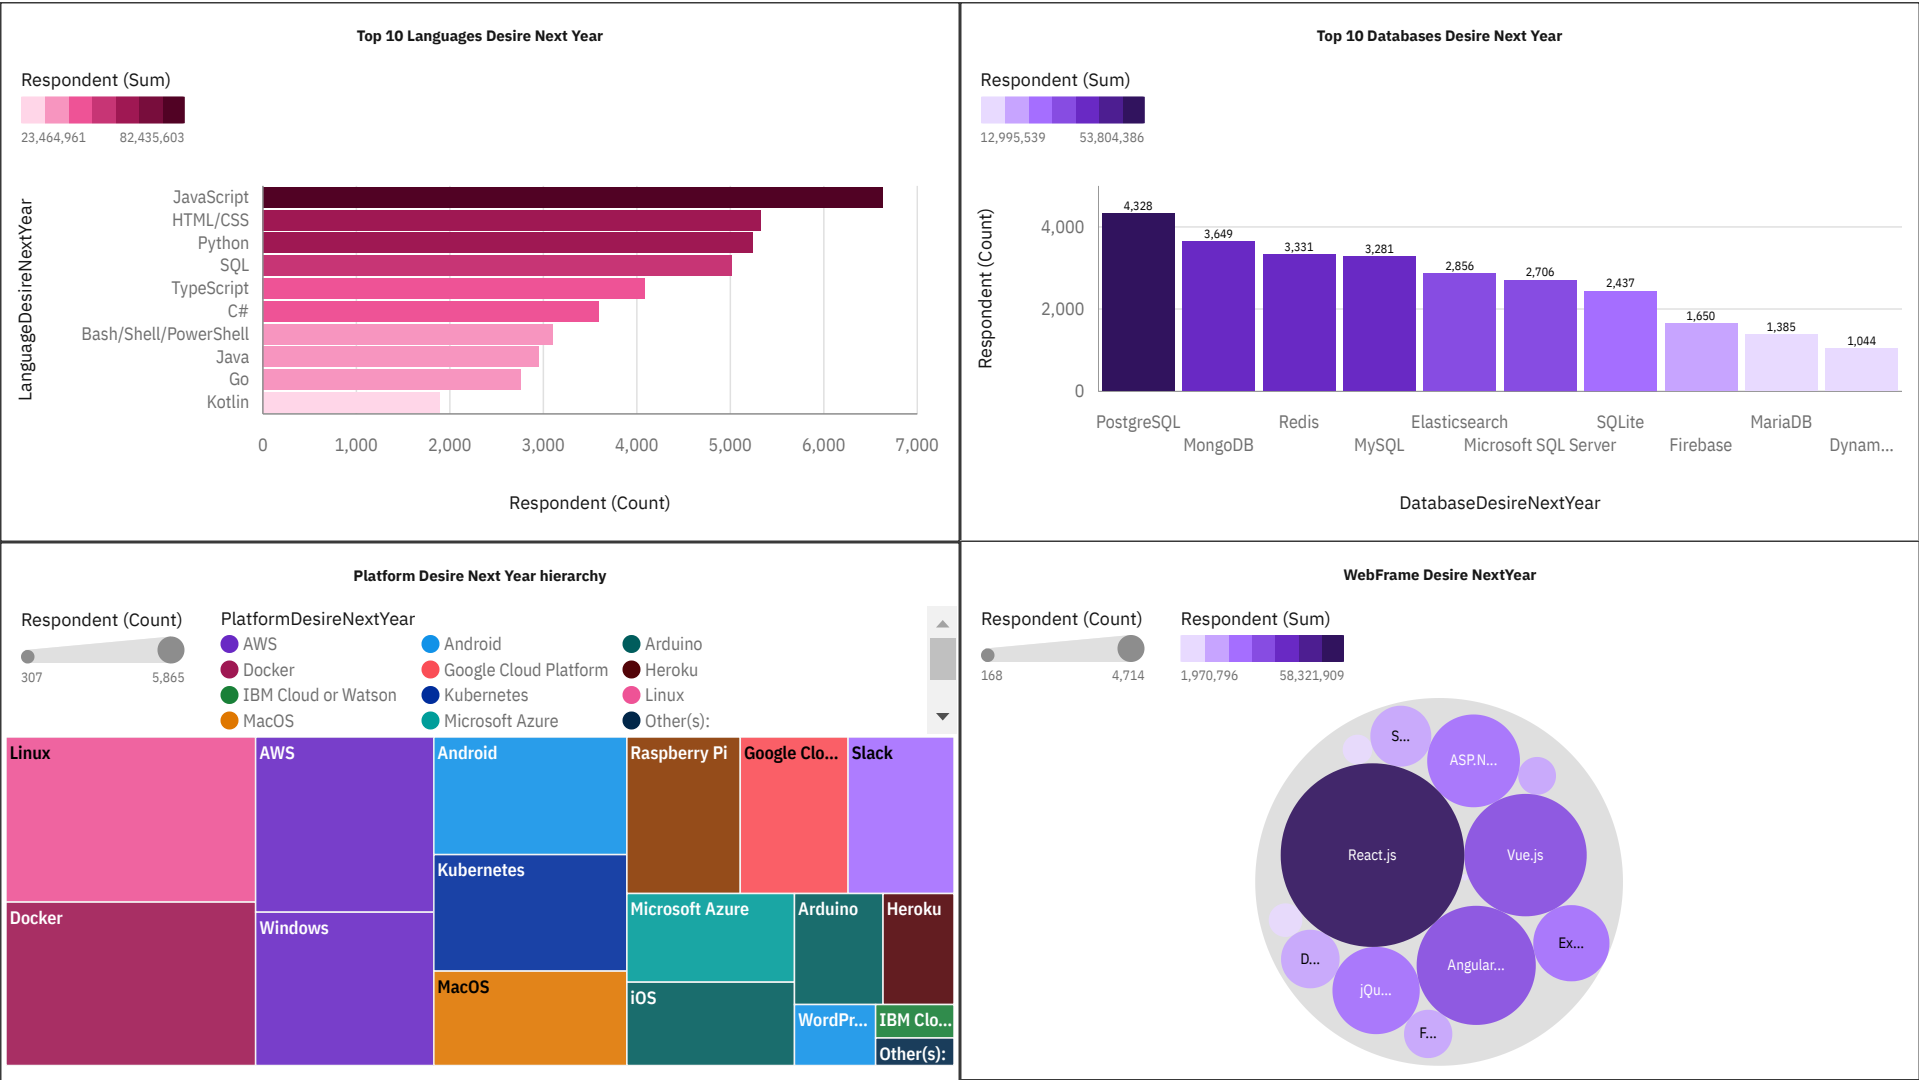 Top 10 Languages Desire Next Year
Respondent (Sum)
23,464,961 82,435,603
LanguageDesireNextYear
JavaScript
HTML/CSS
Python
SQL
TypeScript
C#
Bash/Shell/PowerShell
Java
Go
Kotlin
0 1,000 2,000 3,000 4,000 5,000 6,000 7,000
Respondent (Count)
Top 10 Databases Desire Next Year
Respondent (Sum)
12,995,539 53,804,386
Respondent (Count)
4,000
2,000
0
4,328
3,649
3,331
3,281
2,856
2,706
2,437
1,650
1,385
1,044
PostgreSQL Redis Elasticsearch SQLite MariaDB
MongoDB MySQL Microsoft SQL Server Firebase Dynam...
DatabaseDesireNextYear
Platform Desire Next Year hierarchy
Respondent (Count)
307 5,865
PlatformDesireNextYear
AWS Android Arduino
Docker Google Cloud Platform Heroku
IBM Cloud or Watson Kubernetes Linux
MacOS Microsoft Azure Other(s):
Linux AWS Android Raspberry Pi Google Clo... Slack
Kubernetes
Docker Windows Microsoft Azure Arduino Heroku
MacOS
iOS
WordPr... IBM Clo...
Other(s):
WebFrame Desire NextYear
Respondent (Count)
168 4,714
Respondent (Sum)
1,970,796 58,321,909
S...
ASP.N...
React.js Vue.js
Ex...
D... Angular...
jQu...
F...